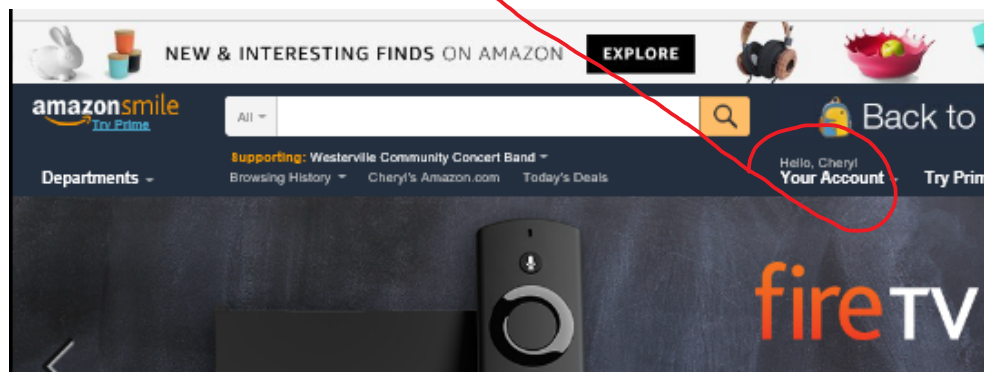 NEW & INTERESTING FINDS ON AMAZON EXPLORE
amazonsmile
Try Prime
All
Back to
Supporting: Westerville Community Concert Band
Hello, Cheryl
Departments Browsing History Cheryl's Amazon.com Today's Deals Your Account Try Prim
fireTV